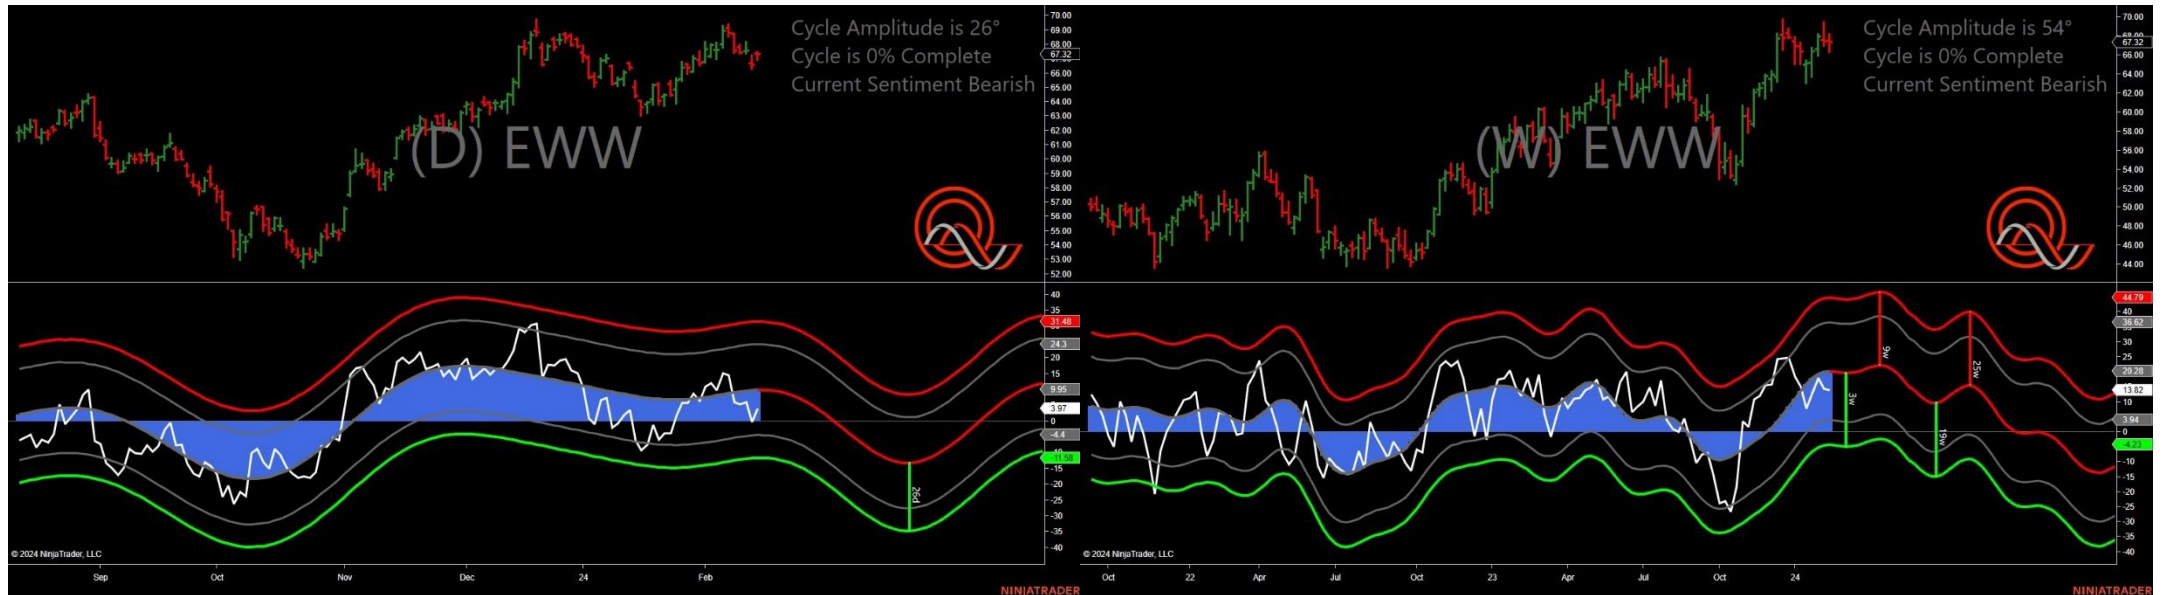 Cycle Amplitude is 26°
Cycle is 0% Complete
Current Sentiment Bearish
(D) EWW
70.00
69.00
68.00
67.32
66.00
65.00
64.00
63.00
62.00
61.00
60.00
59.00
58.00
57.00
56.00
55.00
54.00
53.00
52.00
40
35
31.48
24.3
20
15
9.95
3.97
0
-4.4
-11.58
-15
-20
-25
-30
-35
-40
26d
© 2024 NinjaTrader, LLC
Sep
Oct
Nov
Dec
24
Feb
NINJATRADER
Cycle Amplitude is 54°
Cycle is 0% Complete
Current Sentiment Bearish
(W) EWW
70.00
68.00
67.32
66.00
64.00
62.00
60.00
58.00
56.00
54.00
52.00
50.00
48.00
46.00
44.00
44.79
40
36.62
30
25
20.28
13.82
10
3.94
0
-4.23
-10
-15
-20
-25
-30
-35
-40
9w
25w
3w
19w
© 2024 NinjaTrader, LLC
Oct
22
Apr
Jul
Oct
23
Apr
Jul
Oct
24
NINJATRADER